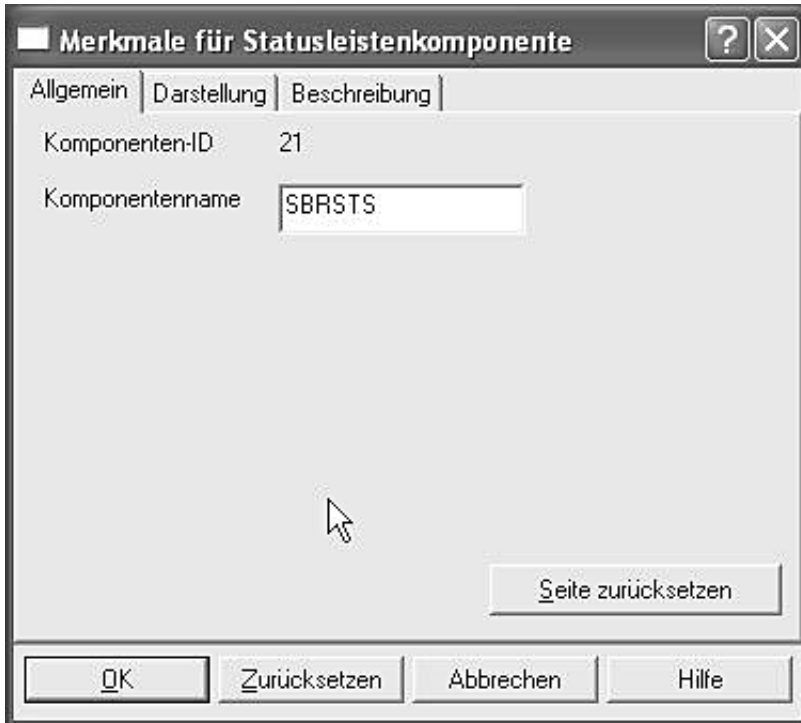 Merkmale für Statusleistenkomponente
Allgemein Darstellung Beschreibung
Komponenten-ID 21
Komponentenname SBRSTS
Seite zurücksetzen
OK Zurücksetzen Abbrechen Hilfe